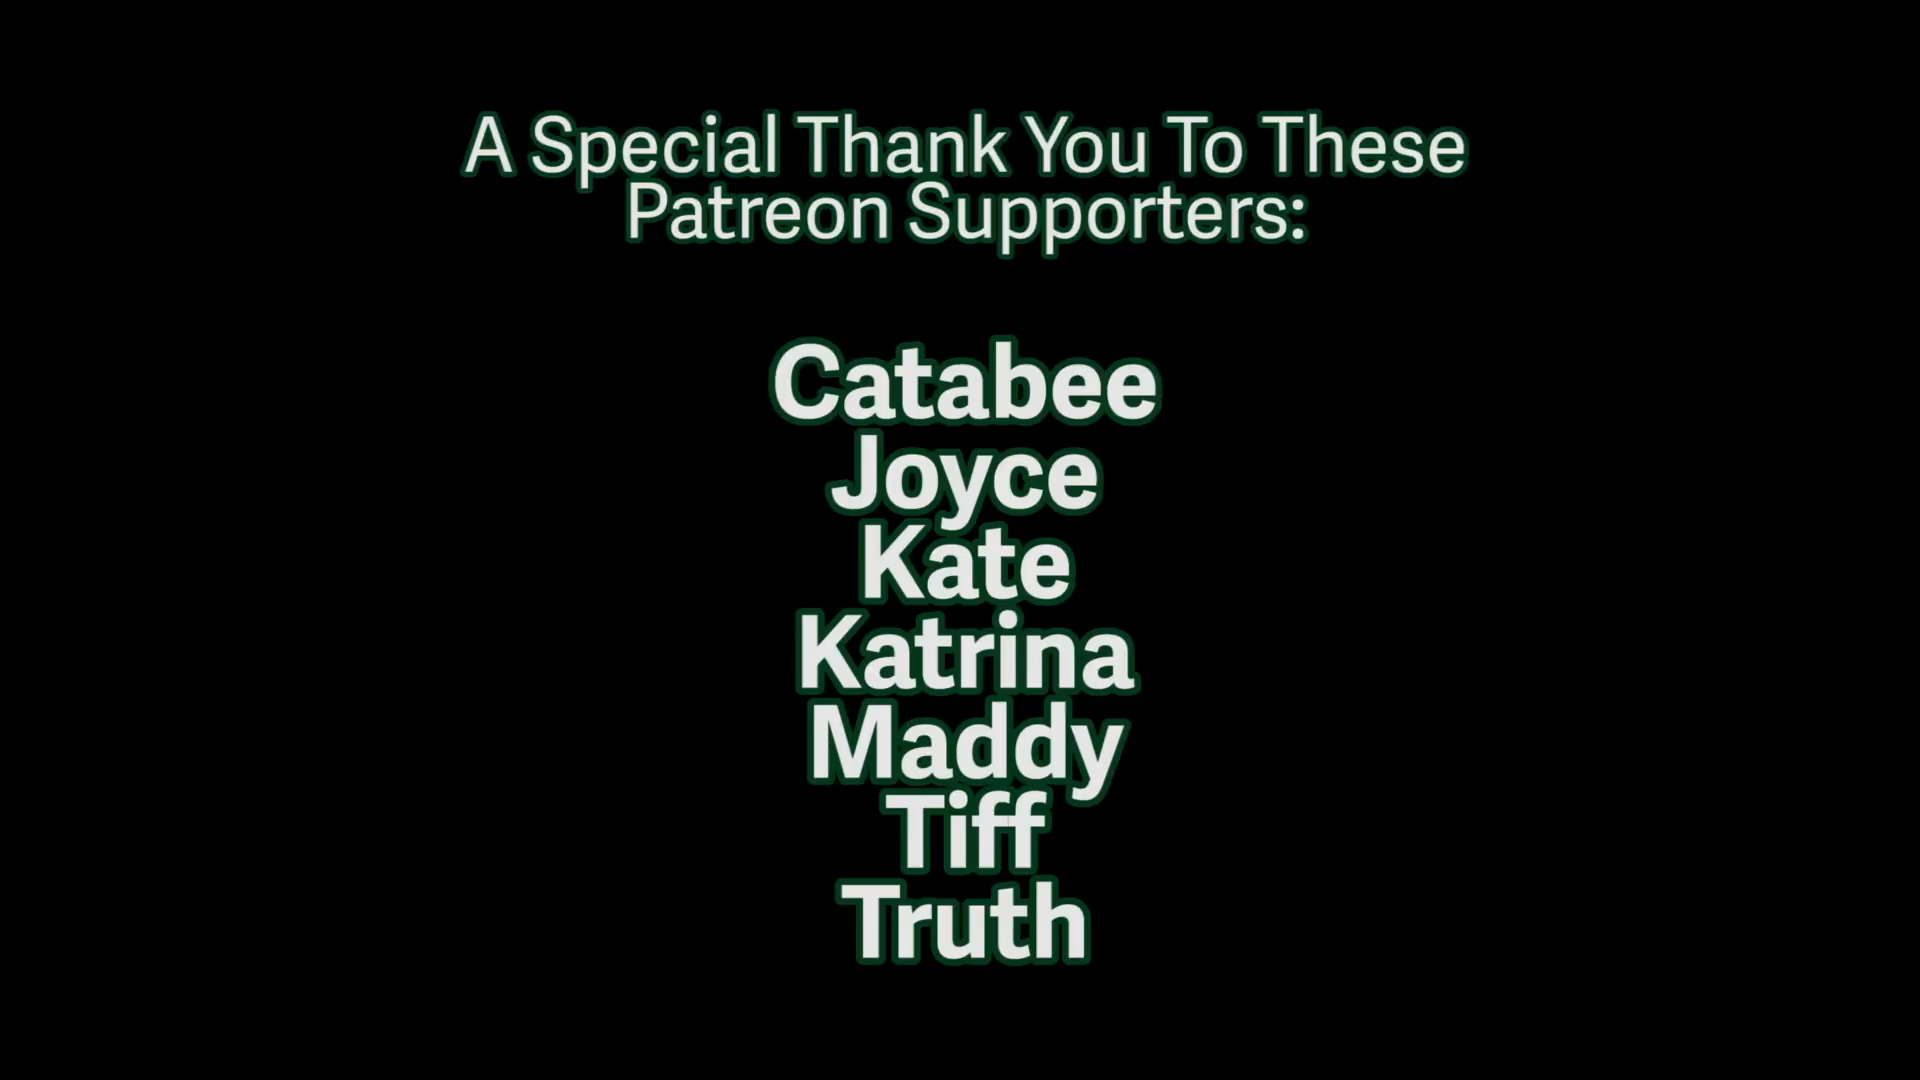 A Special Thank You To These
Patreon Supporters:
Catabee
Joyce
Kate
Katrina
Maddy
Tiff
Truth